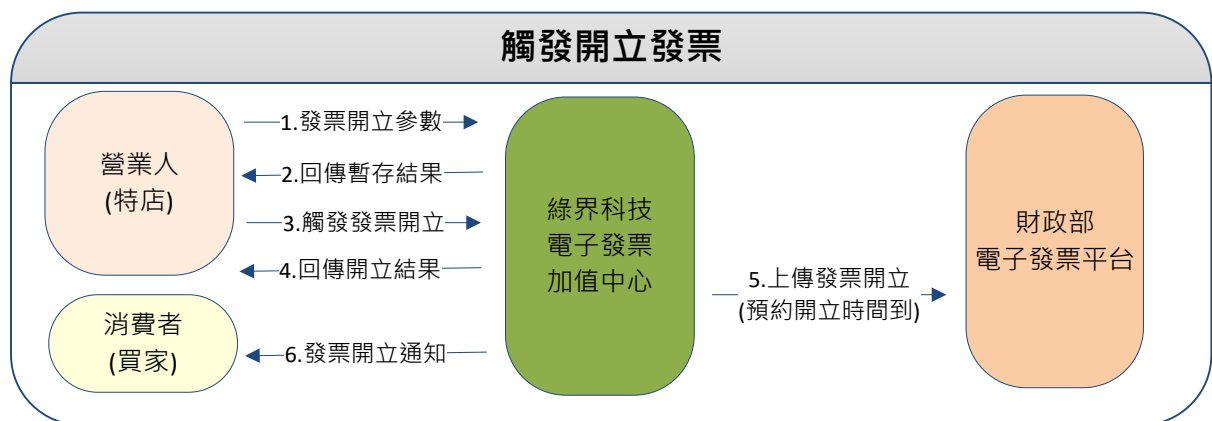 觸發開立發票
營業人
(特店)
1.發票開立參數
2.回傳暫存結果
3.觸發發票開立
4.回傳開立結果
消費者
(買家)
6.發票開立通知
綠界科技
電子發票
加值中心
5.上傳發票開立
(預約開立時間到)
財政部
電子發票平台